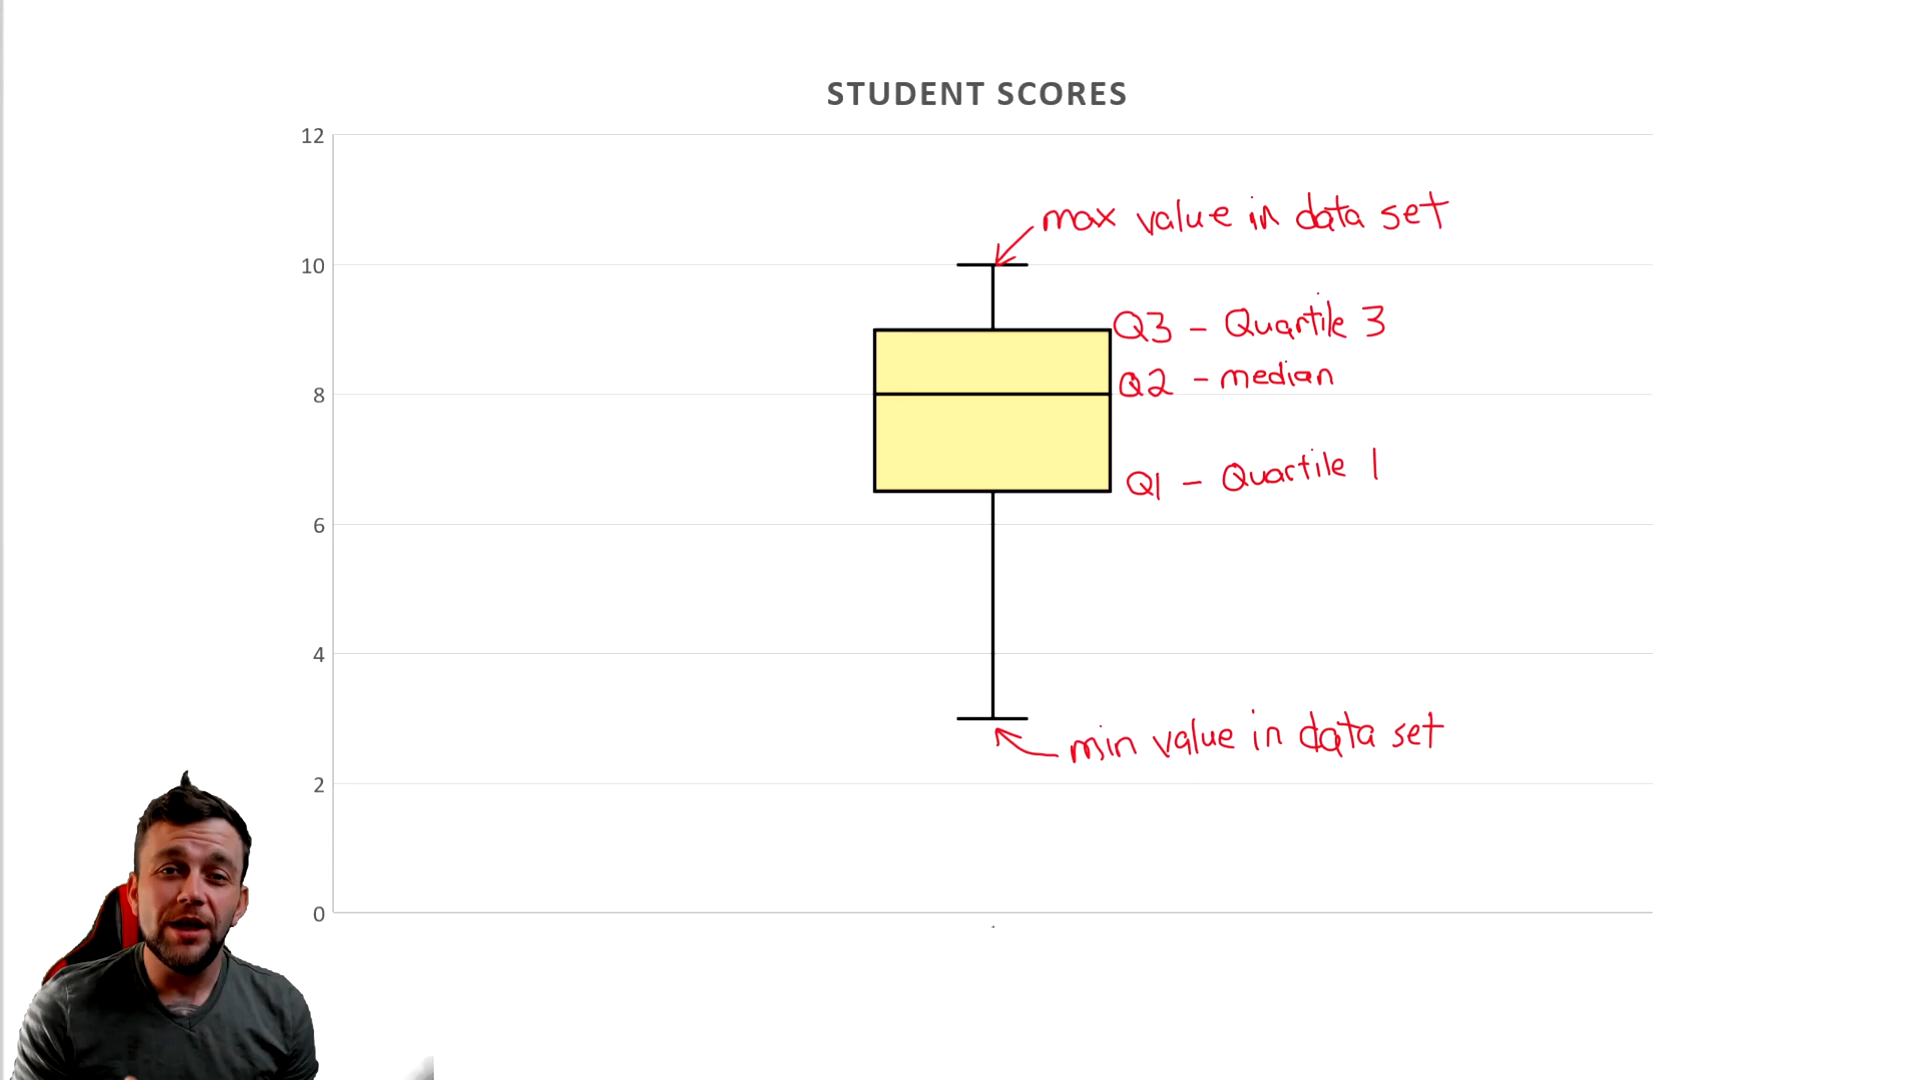 STUDENT SCORES
12
max value in data set
10
Q3 - Quartile 3
Q2 - median
8
Q1 - Quartile 1
6
4
min value in data set
2
0